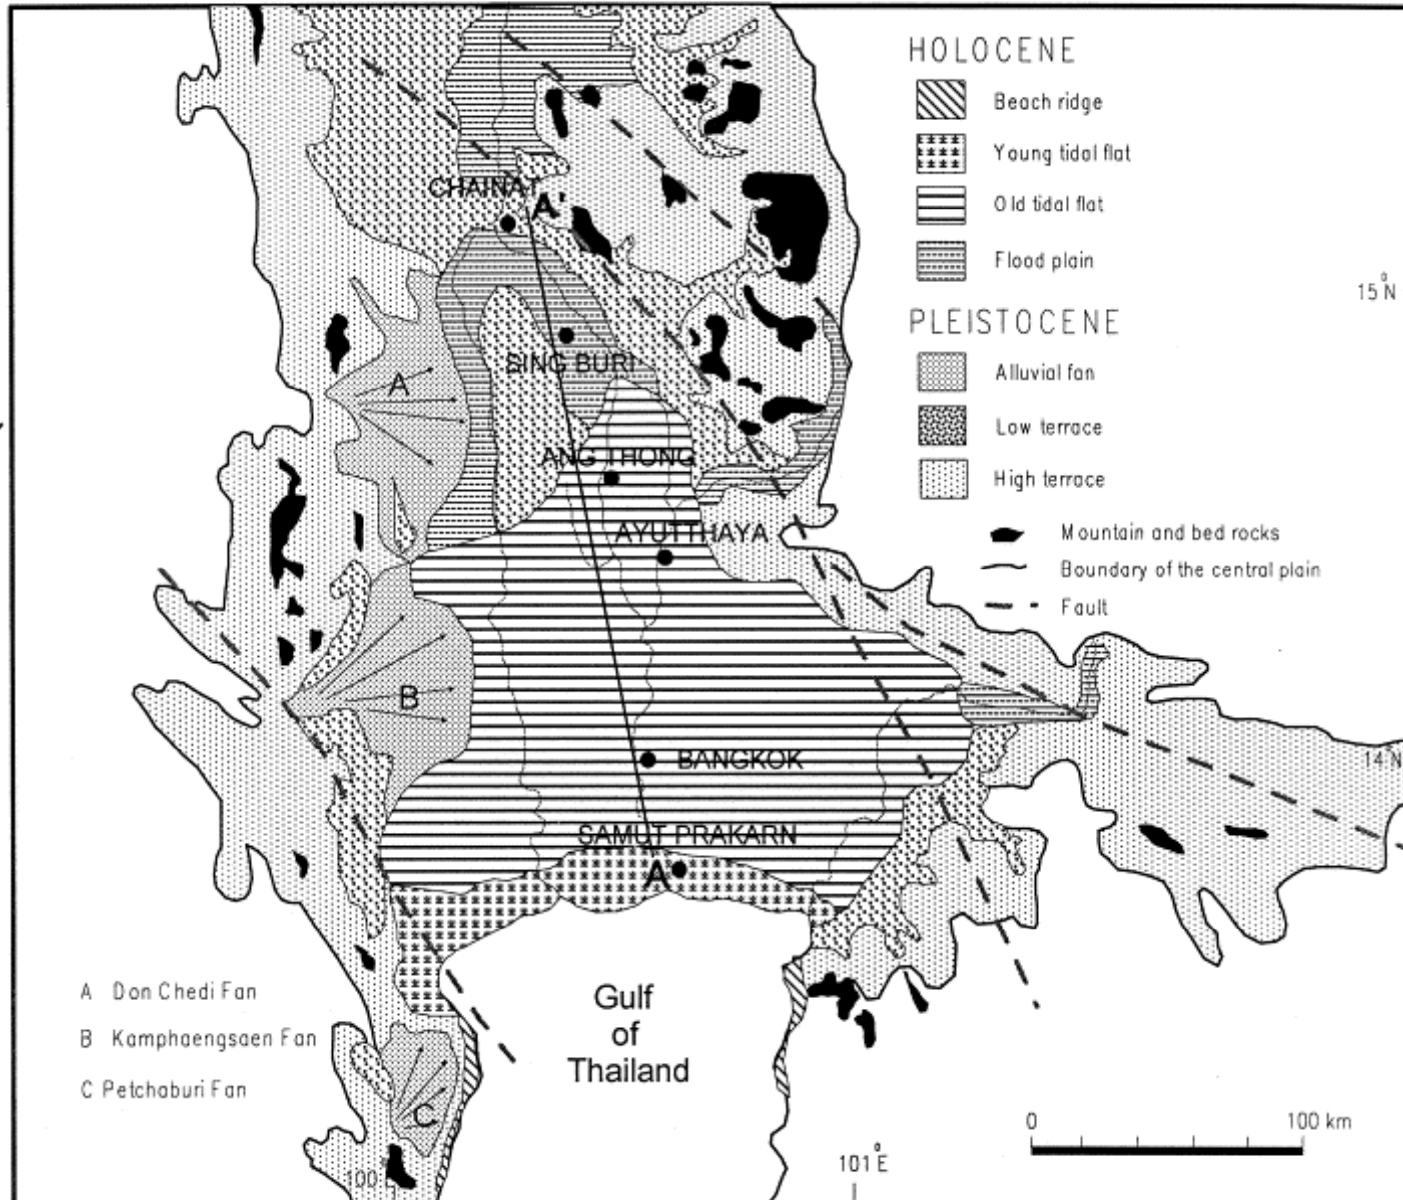 HOLOCENE
Beach ridge
Young tidal flat
Old tidal flat
Flood plain
15°N
PLEISTOCENE
Alluvial fan
Low terrace
High terrace
Mountain and bed rocks
Boundary of the central plain
Fault
CHAINAT
A'
SING BURI
A
ANG THONG
AYUTTHAYA
B
BANGKOK
14°N
SAMUT PRAKARN
A
A Don Chedi Fan
B Kamphaengsaen Fan
C Petchaburi Fan
Gulf
of
Thailand
C
0 100 km
100°
101°E